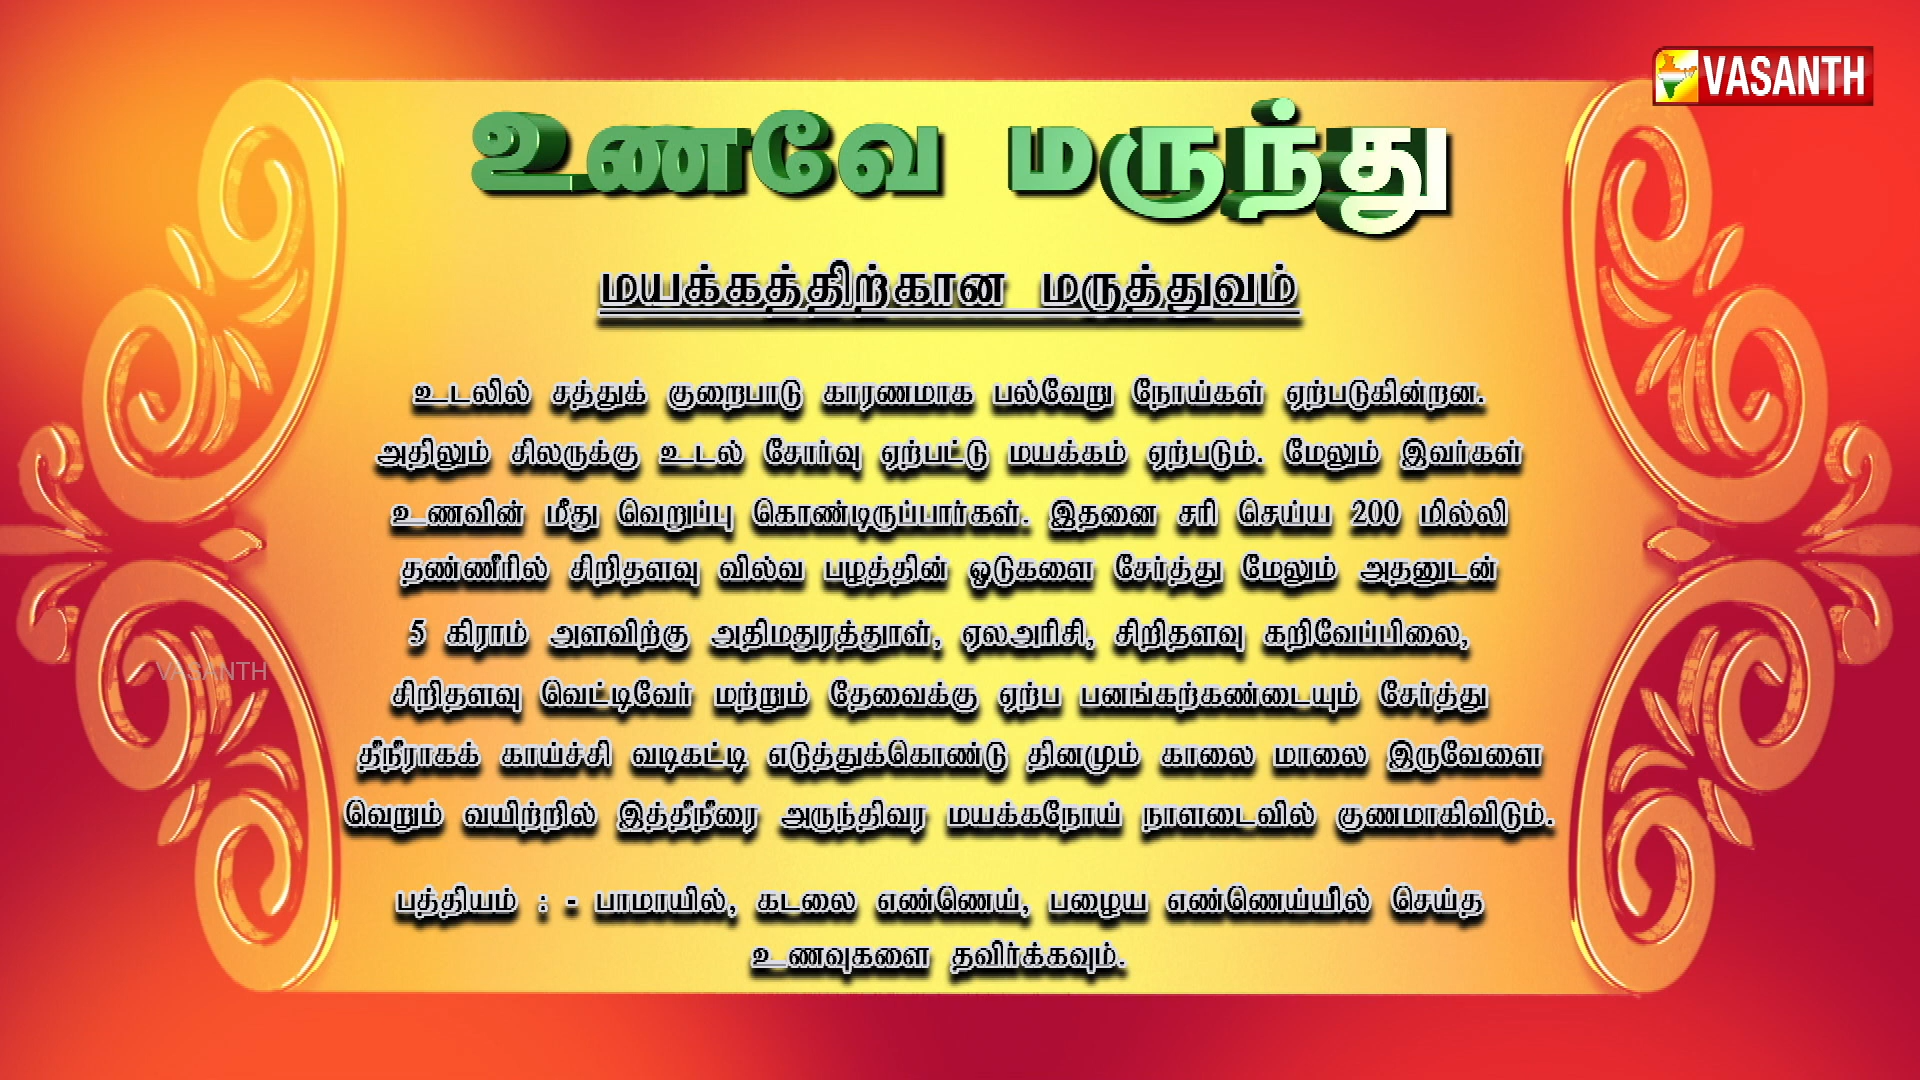 VASANTH
உணவே மருந்து
மயக்கத்திற்கான மருத்துவம்
உடலில் சத்துக் குறைபாடு காரணமாக பல்வேறு நோய்கள் ஏற்படுகின்றன.
அதிலும் சிலருக்கு உடல் சோர்வு ஏற்பட்டு மயக்கம் ஏற்படும். மேலும் இவர்கள்
உணவின் மீது வெறுப்பு கொண்டிருப்பார்கள். இதனை சரி செய்ய 200 மில்லி
தண்ணீரில் சிறிதளவு வில்வ பழத்தின் ஓடுகளை சேர்த்து மேலும் அதனுடன்
5 கிராம் அளவிற்கு அதிமதுரத்துாள், ஏலஅரிசி, சிறிதளவு கறிவேப்பிலை,
சிறிதளவு வெட்டிவேர் மற்றும் தேவைக்கு ஏற்ப பனங்கற்கண்டையும் சேர்த்து
தீநீராகக் காய்ச்சி வடிகட்டி எடுத்துக்கொண்டு தினமும் காலை மாலை இருவேளை
வெறும் வயிற்றில் இத்தீநீரை அருந்திவர மயக்கநோய் நாளடைவில் குணமாகிவிடும்.
பத்தியம் : - பாமாயில், கடலை எண்ணெய், பழைய எண்ணெய்யில் செய்த
உணவுகளை தவிர்க்கவும்.
VASANTH